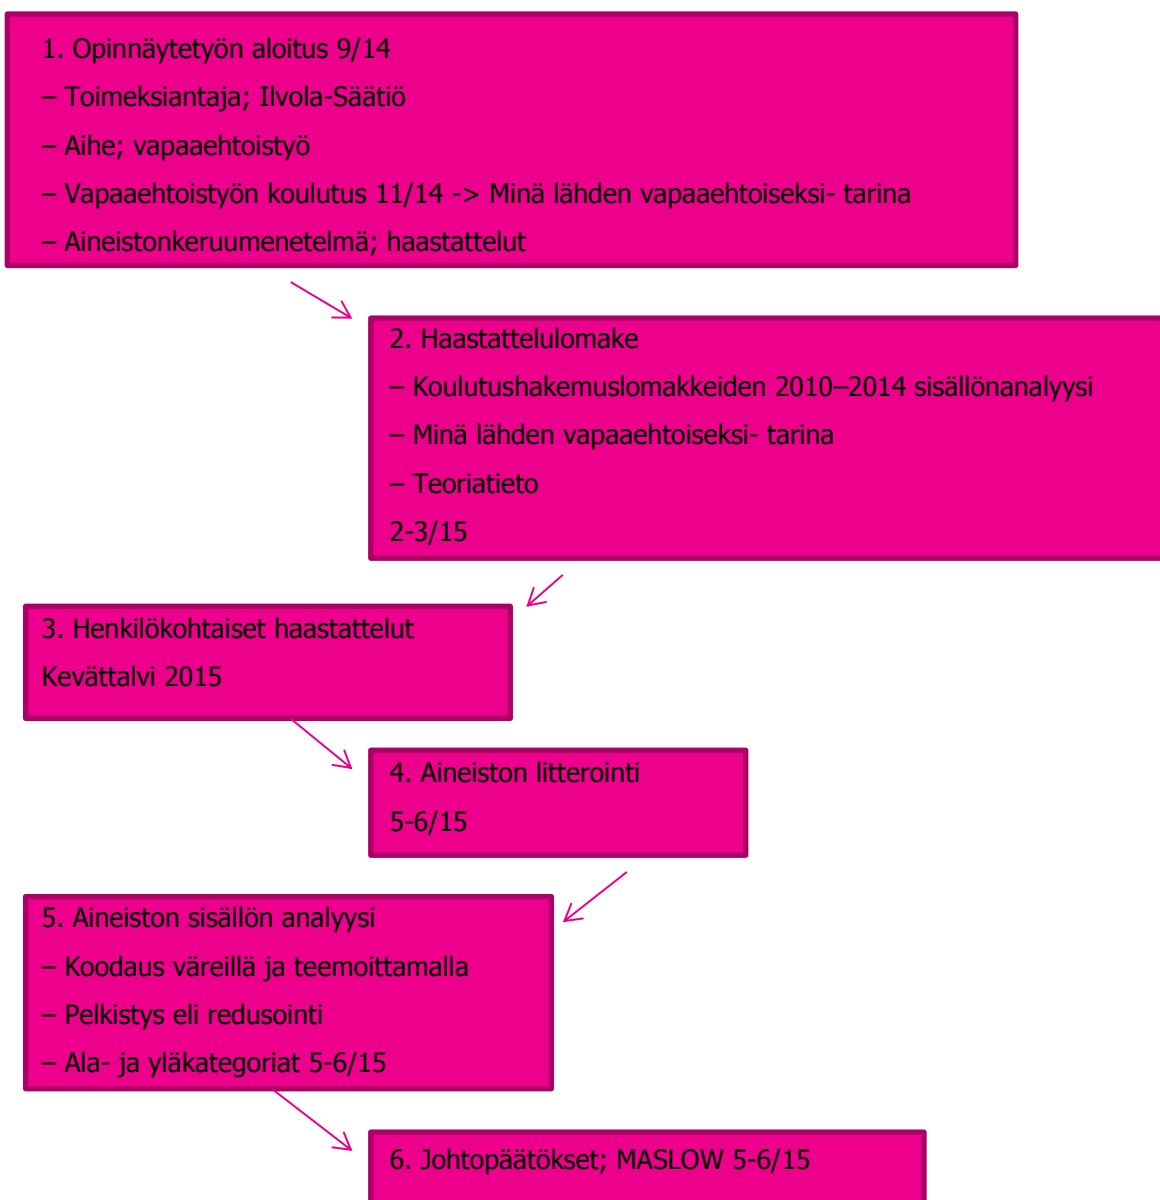 1. Opinnäytetyön aloitus 9/14
– Toimeksiantaja; Ilvola-Säätiö
– Aihe; vapaaehtoistyö
– Vapaaehtoistyön koulutus 11/14 -> Minä lähden vapaaehtoiseksi- tarina
– Aineistonkeruumenetelmä; haastattelut
2. Haastattelulomake
– Koulutushakemuslomakkeiden 2010–2014 sisällönanalyysi
– Minä lähden vapaaehtoiseksi- tarina
– Teoriatieto
2-3/15
3. Henkilökohtaiset haastattelut
Kevättalvi 2015
4. Aineiston litterointi
5-6/15
5. Aineiston sisällön analyysi
– Koodaus väreillä ja teemoittamalla
– Pelkistys eli redusointi
– Ala- ja yläkategoriat 5-6/15
6. Johtopäätökset; MASLOW 5-6/15